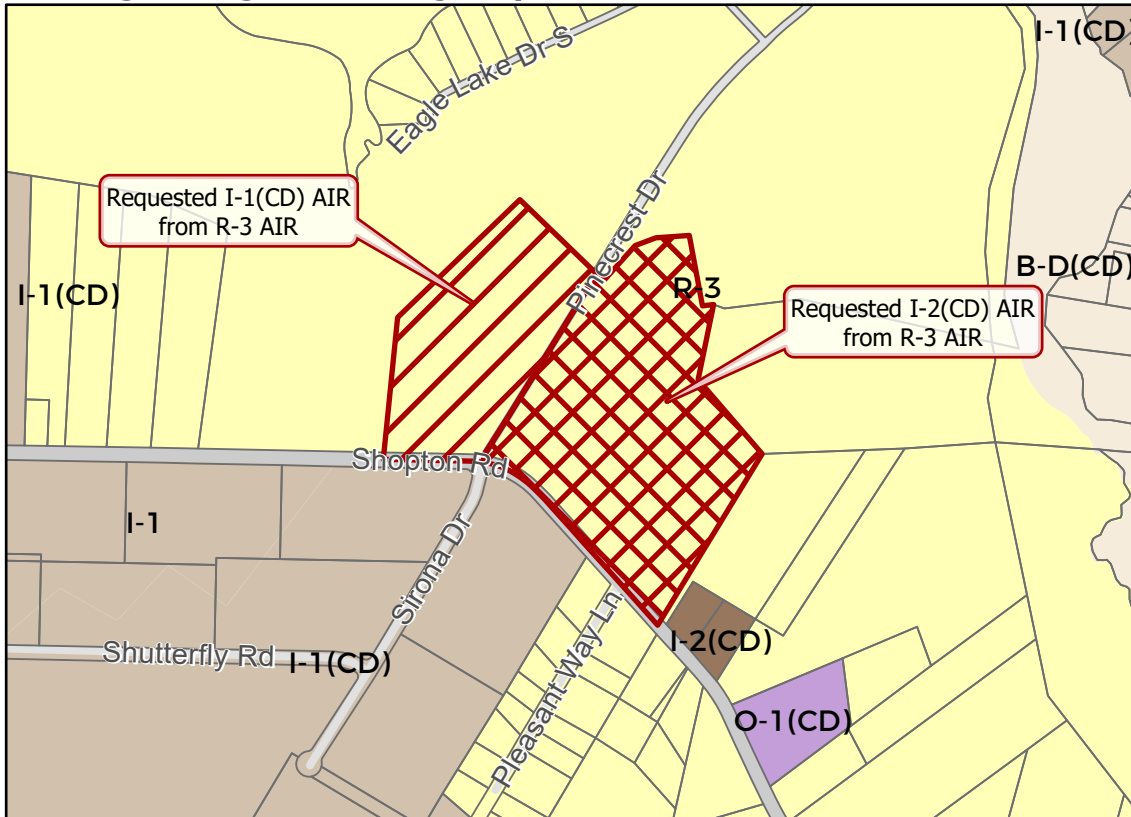 I-1(CD)
Eagle Lake Dr S
Pinecrest Dr
Requested I-1(CD) AIR
from R-3 AIR
I-1(CD)
B-D(CD)
R-3
Requested I-2(CD) AIR
from R-3 AIR
Shopton Rd
I-1
Sirona Dr
Shutterfly Rd
I-1(CD)
Pleasant Way Ln
I-2(CD)
O-1(CD)